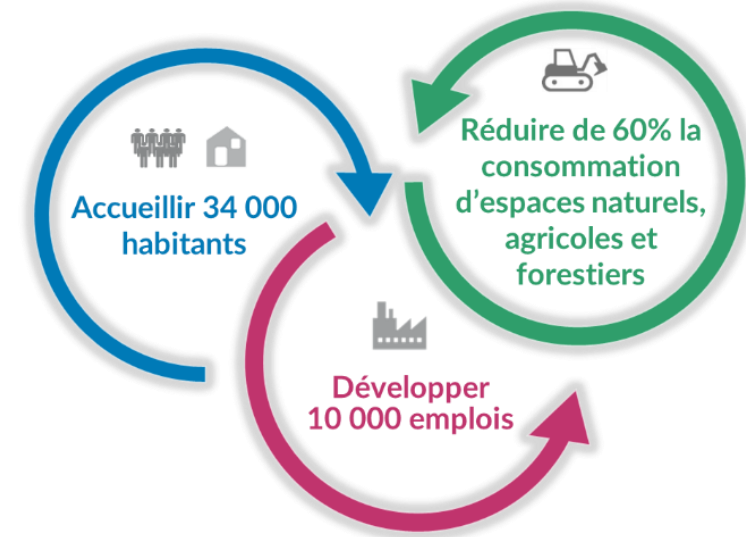 Accueillir 34 000
habitants
Réduire de 60% la
consommation
d'espaces naturels,
agricoles et
forestiers
Développer
10 000 emplois